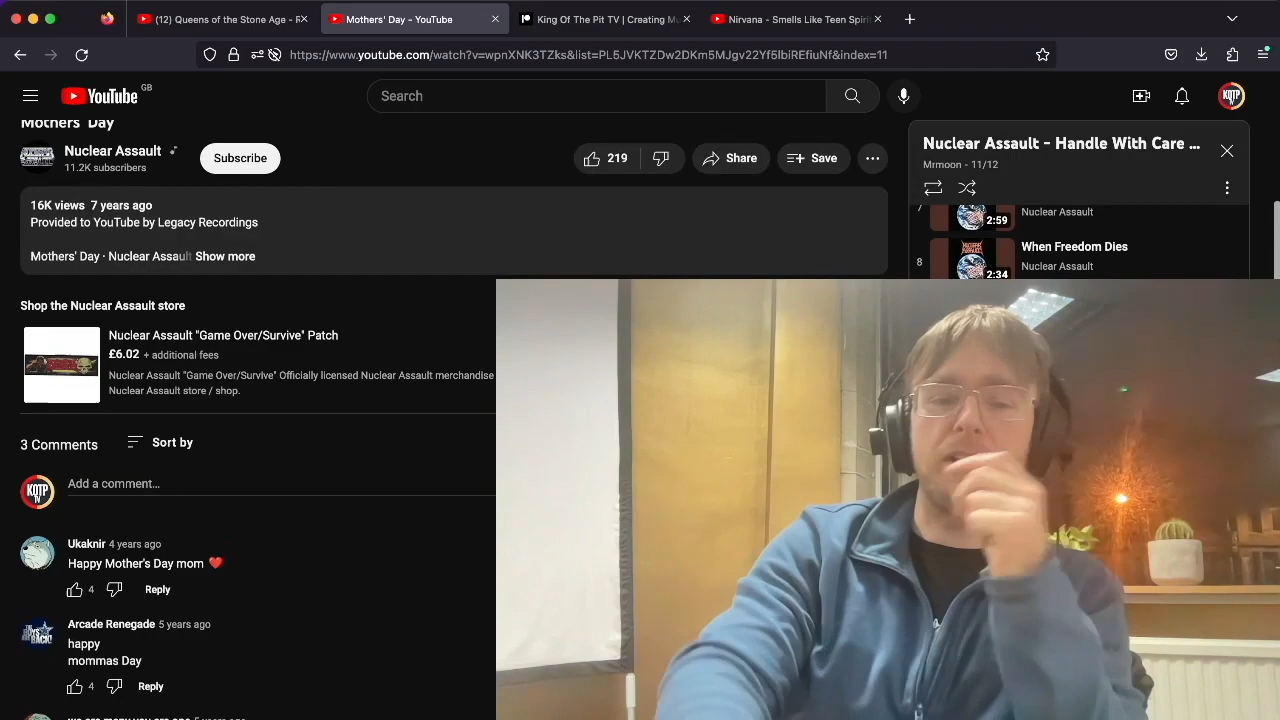 (12) Queens of the Stone Age - R
Mothers' Day - YouTube
King Of The Pit TV | Creating Mu
Nirvana - Smells Like Teen Spiri
https://www.youtube.com/watch?v=wpnXNK3TZks&list=PL5JVKTZDw2DKm5MJgv22Yf5lbiREfiuNf&index=11
YouTube GB
Search
KQTP TV
Mothers' Day
Nuclear Assault
11.2K subscribers
Subscribe
219
Share
Save
16K views 7 years ago
Provided to YouTube by Legacy Recordings
Mothers' Day · Nuclear Assault Show more
Nuclear Assault - Handle With Care ...
Mrmoon - 11/12
7
2:59
Nuclear Assault
8
2:34
When Freedom Dies
Nuclear Assault
Shop the Nuclear Assault store
Nuclear Assault "Game Over/Survive" Patch
£6.02 + additional fees
Nuclear Assault "Game Over/Survive" Officially licensed Nuclear Assault merchandise
Nuclear Assault store / shop.
3 Comments
Sort by
KQTP TV
Add a comment...
Ukaknir 4 years ago
Happy Mother's Day mom ❤️
4
Reply
Arcade Renegade 5 years ago
happy
mommas Day
4
Reply